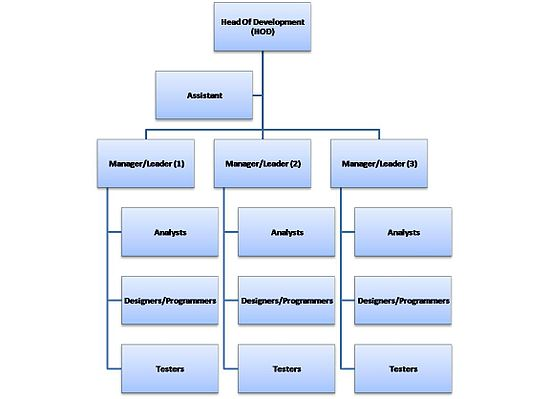 Head Of Development
(HOD)
Assistant
Manager/Leader (1)
Manager/Leader (2)
Manager/Leader (3)
Analysts
Analysts
Analysts
Designers/Programmers
Designers/Programmers
Designers/Programmers
Testers
Testers
Testers